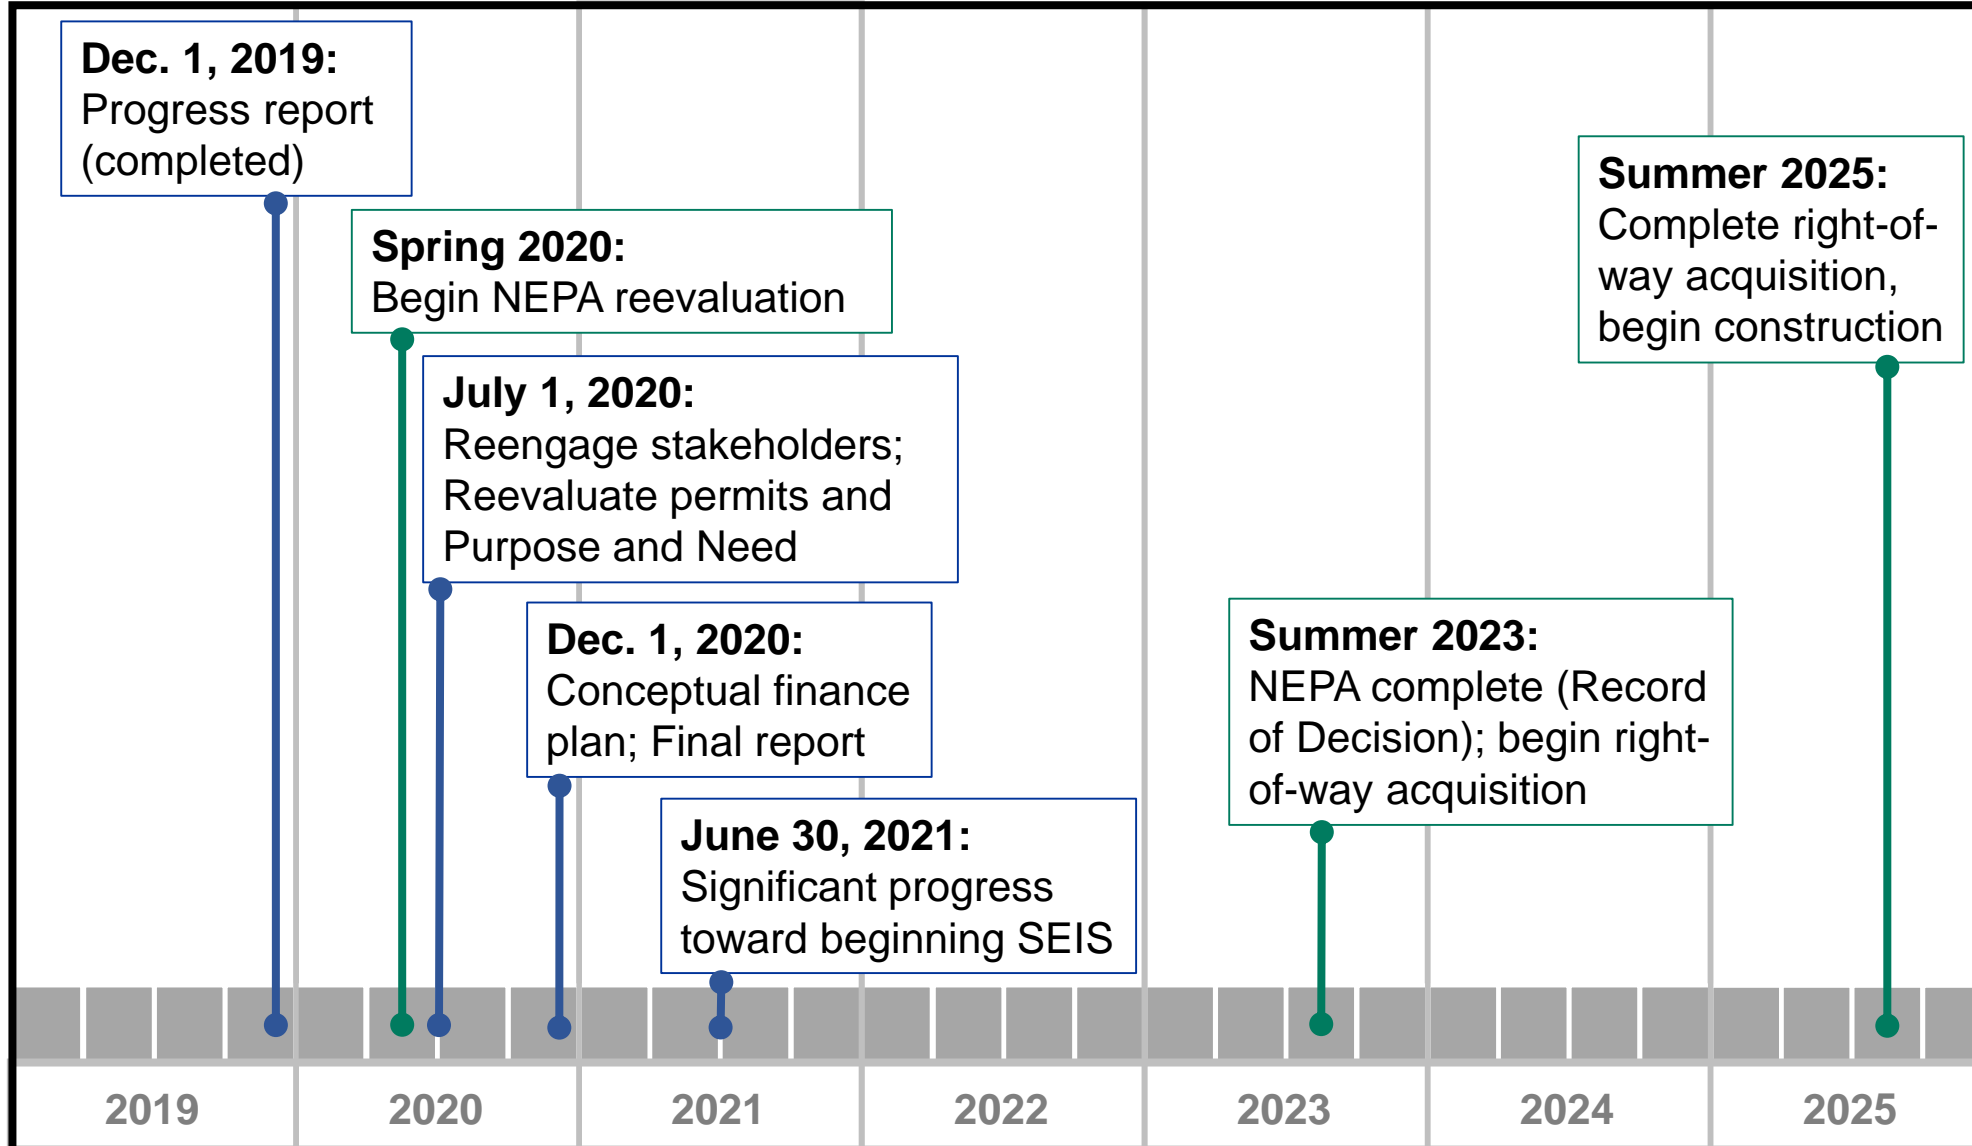 Dec. 1, 2019:
Progress report
(completed)
Spring 2020:
Begin NEPA reevaluation
July 1, 2020:
Reengage stakeholders;
Reevaluate permits and
Purpose and Need
Dec. 1, 2020:
Conceptual finance
plan; Final report
June 30, 2021:
Significant progress
toward beginning SEIS
Summer 2023:
NEPA complete (Record
of Decision); begin right-
of-way acquisition
Summer 2025:
Complete right-of-
way acquisition,
begin construction
2019
2020
2021
2022
2023
2024
2025